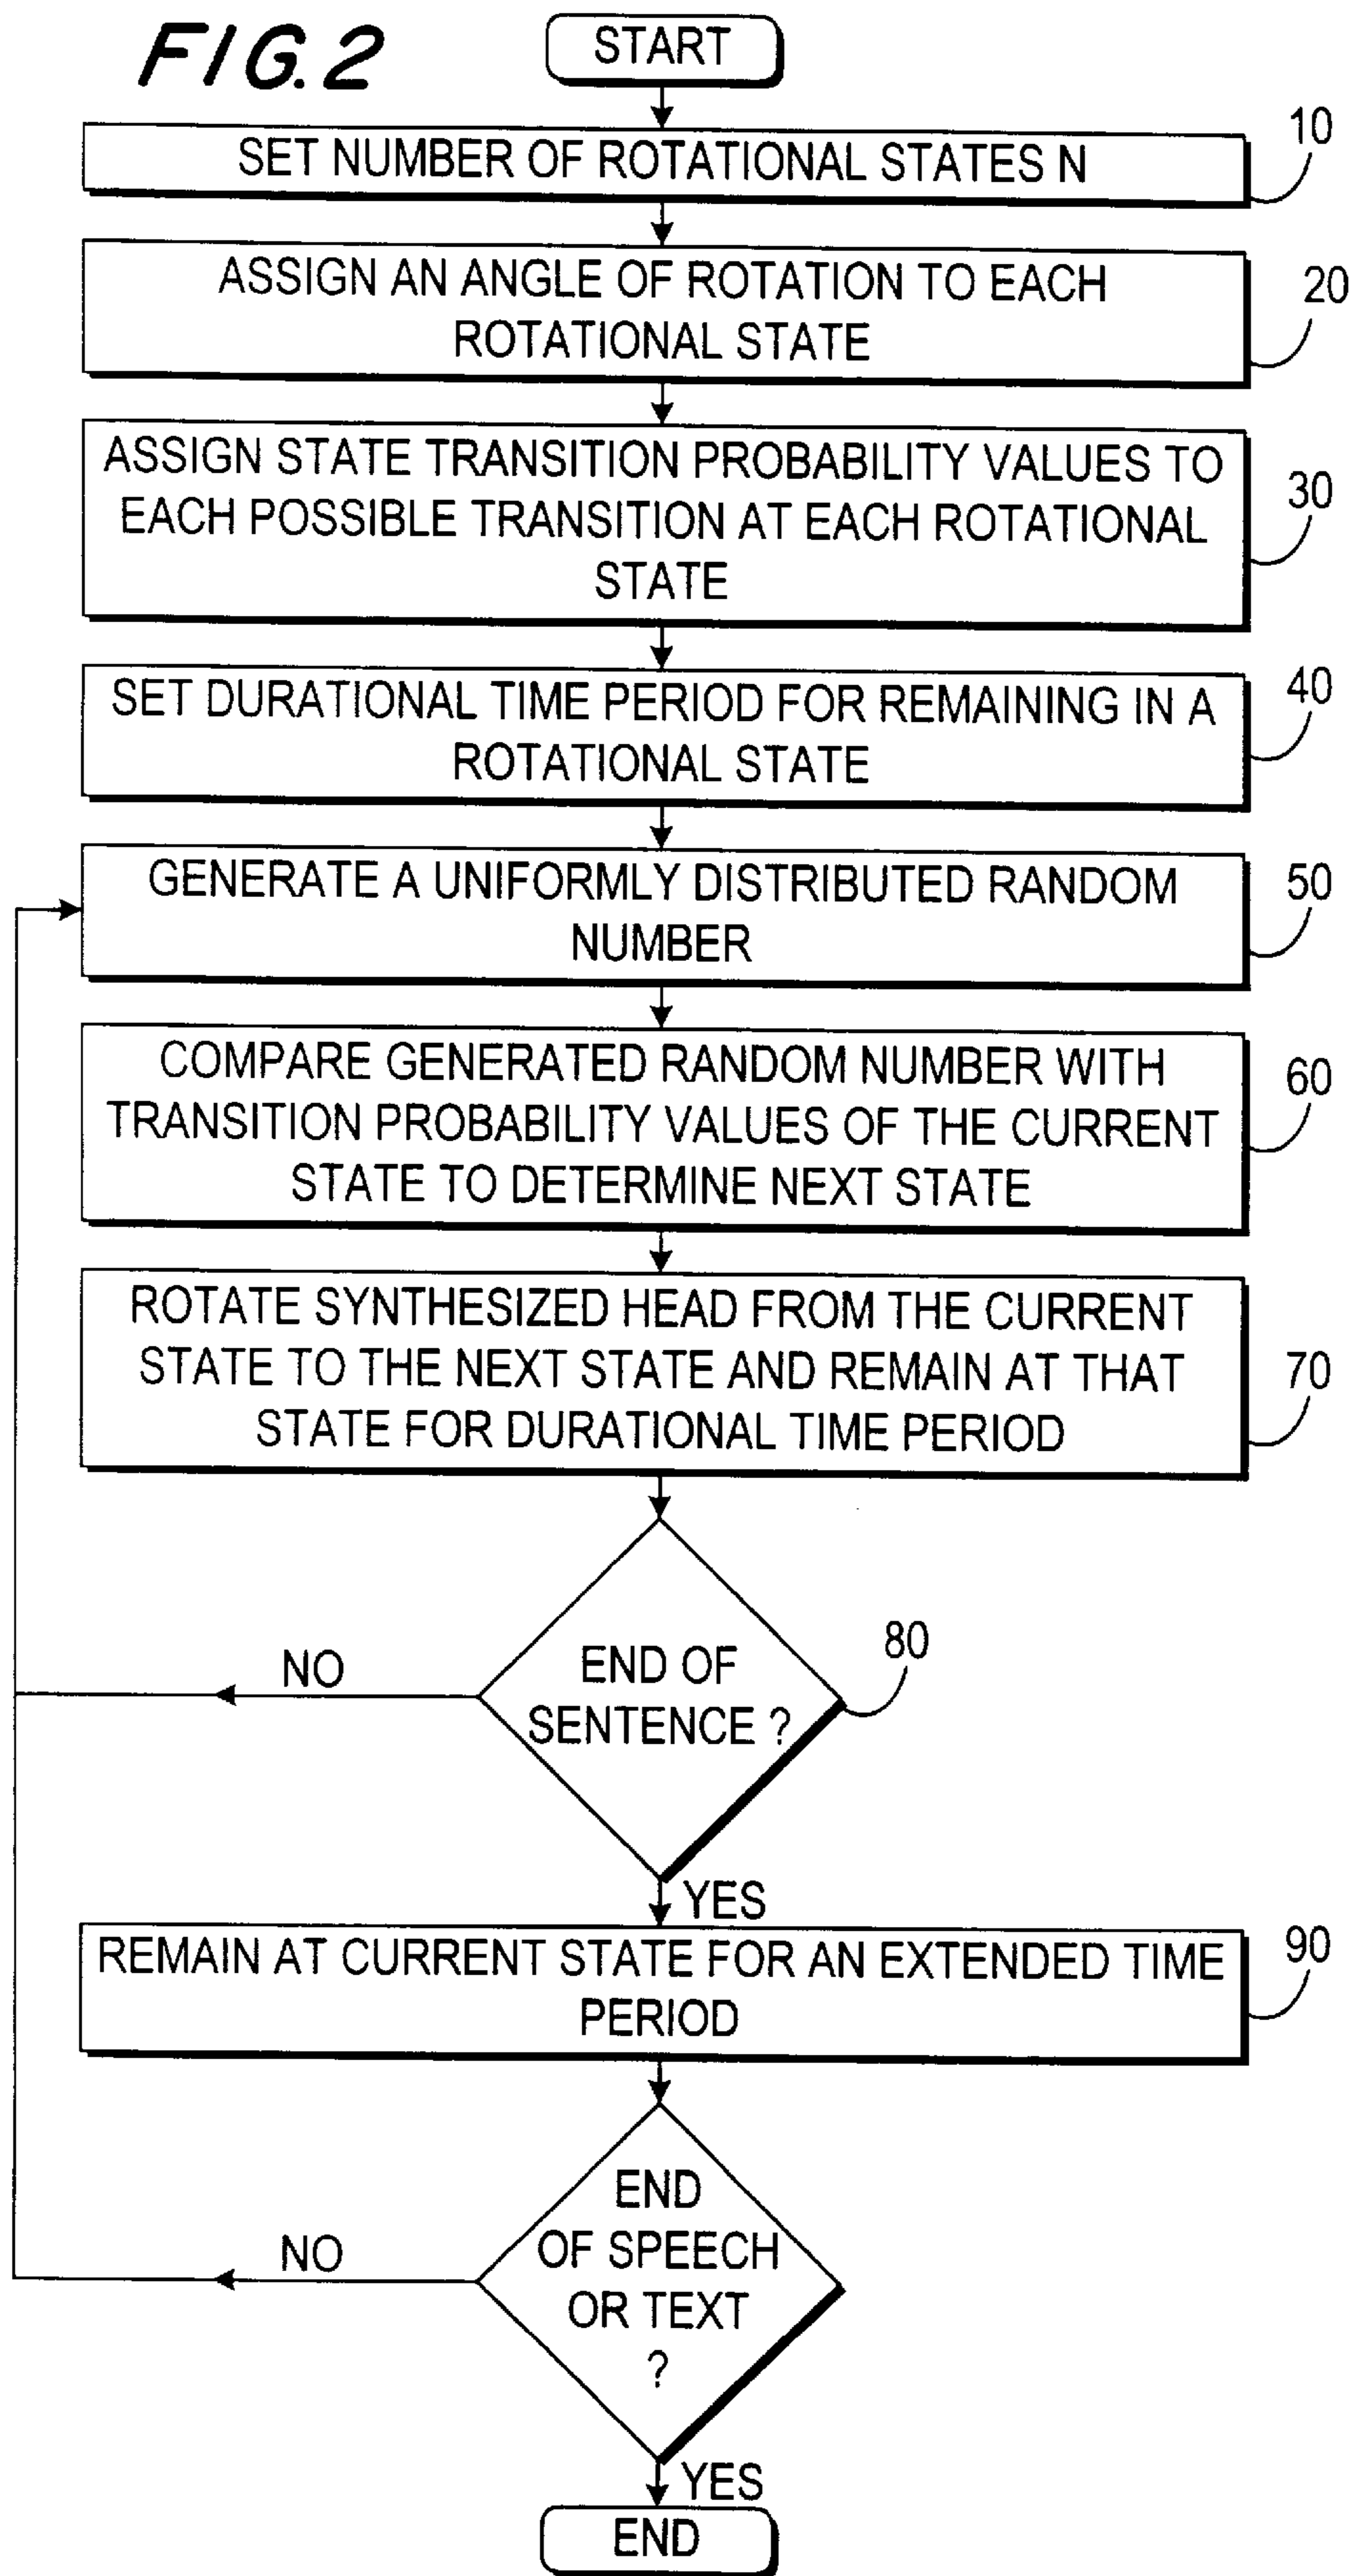 FIG.2
START
SET NUMBER OF ROTATIONAL STATES N
10
ASSIGN AN ANGLE OF ROTATION TO EACH
ROTATIONAL STATE
20
ASSIGN STATE TRANSITION PROBABILITY VALUES TO
EACH POSSIBLE TRANSITION AT EACH ROTATIONAL
STATE
30
SET DURATIONAL TIME PERIOD FOR REMAINING IN A
ROTATIONAL STATE
40
GENERATE A UNIFORMLY DISTRIBUTED RANDOM
NUMBER
50
COMPARE GENERATED RANDOM NUMBER WITH
TRANSITION PROBABILITY VALUES OF THE CURRENT
STATE TO DETERMINE NEXT STATE
60
ROTATE SYNTHESIZED HEAD FROM THE CURRENT
STATE TO THE NEXT STATE AND REMAIN AT THAT
STATE FOR DURATIONAL TIME PERIOD
70
END OF
SENTENCE ?
80
NO
YES
REMAIN AT CURRENT STATE FOR AN EXTENDED TIME
PERIOD
90
END
OF SPEECH
OR TEXT
?
NO
YES
END